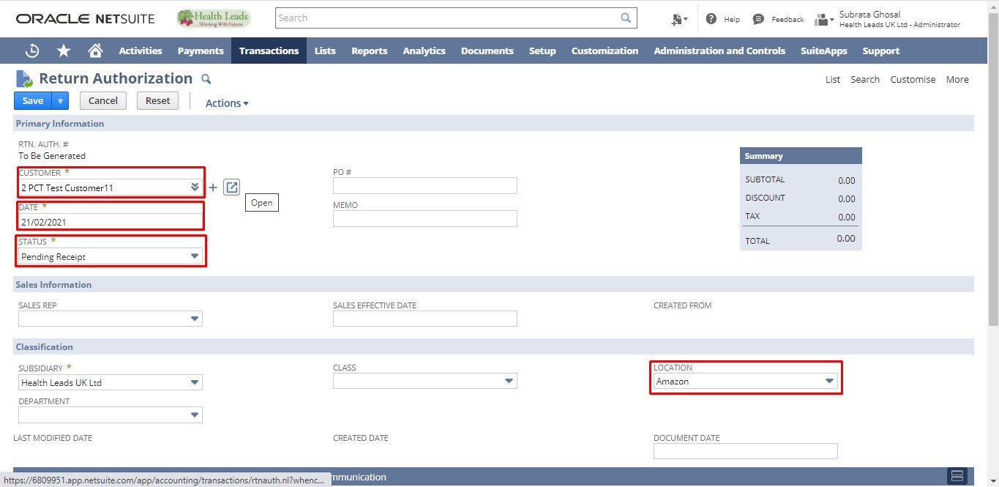 ORACLE NETSUITE
Health Leads
...Working With Nature
Search
Help
Feedback
Subrata Ghosal
Health Leads UK Ltd - Administrator
Activities Payments Transactions Lists Reports Analytics Documents Setup Customization Administration and Controls SuiteApps Support
Return Authorization
List Search Customise More
Save Cancel Reset Actions
Primary Information
RTN. AUTH. #
To Be Generated
CUSTOMER *
2 PCT Test Customer11
Open
DATE *
21/02/2021
STATUS *
Pending Receipt
PO #
MEMO
Summary
SUBTOTAL 0.00
DISCOUNT 0.00
TAX 0.00
TOTAL 0.00
Sales Information
SALES REP
SALES EFFECTIVE DATE
CREATED FROM
Classification
SUBSIDIARY *
Health Leads UK Ltd
CLASS
LOCATION
Amazon
DEPARTMENT
LAST MODIFIED DATE
CREATED DATE
DOCUMENT DATE
mmunication
https://6809951.app.netsuite.com/app/accounting/transactions/rtnauth.nl?whenc...